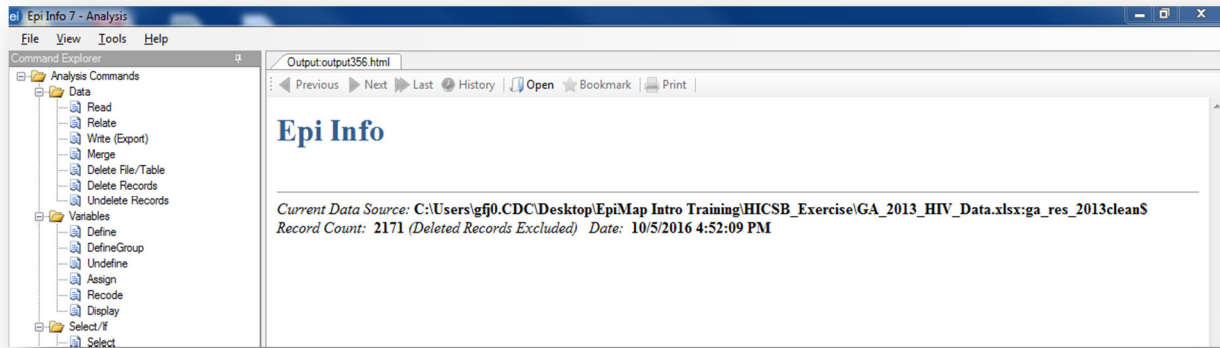 ei Epi Info 7 - Analysis
File View Tools Help
Command Explorer
Analysis Commands
Data
Read
Relate
Write (Export)
Merge
Delete File/Table
Delete Records
Undelete Records
Variables
Define
DefineGroup
Undefine
Assign
Recode
Display
Select/If
Select
Output:output356.html
Previous Next Last History Open Bookmark Print
Epi Info
Current Data Source: C:\Users\gfj0.CDC\Desktop\EpiMap Intro Training\HICSB_Exercise\GA_2013_HIV_Data.xlsx:ga_res_2013clean$
Record Count: 2171 (Deleted Records Excluded) Date: 10/5/2016 4:52:09 PM